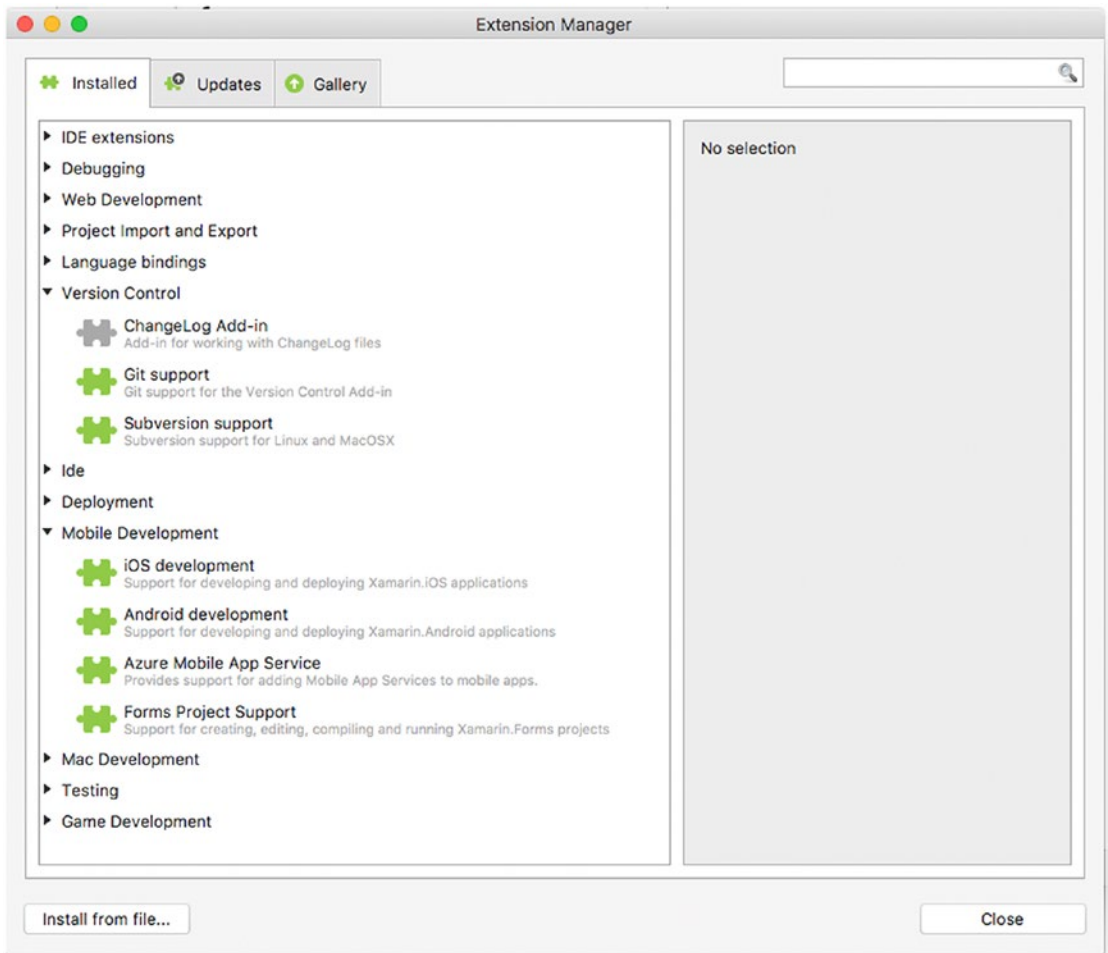 Extension Manager
Installed
Updates
Gallery
IDE extensions
Debugging
Web Development
Project Import and Export
Language bindings
Version Control
ChangeLog Add-in
Add-in for working with ChangeLog files
Git support
Git support for the Version Control Add-in
Subversion support
Subversion support for Linux and MacOSX
Ide
Deployment
Mobile Development
iOS development
Support for developing and deploying Xamarin.iOS applications
Android development
Support for developing and deploying Xamarin.Android applications
Azure Mobile App Service
Provides support for adding Mobile App Services to mobile apps.
Forms Project Support
Support for creating, editing, compiling and running Xamarin.Forms projects
Mac Development
Testing
Game Development
No selection
Install from file...
Close